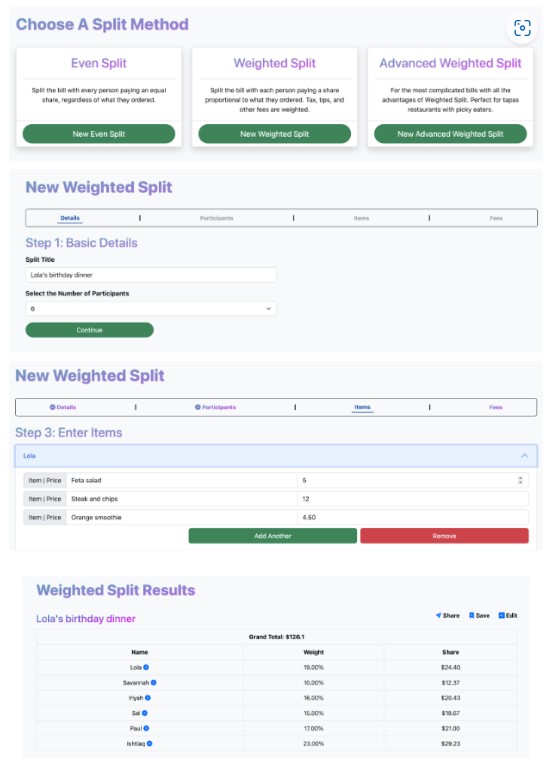 Choose A Split Method
Even Split
Weighted Split
Advanced Weighted Split
Split the bill with every person paying an equal
share, regardless of what they ordered.
Split the bill with each person paying a share
proportional to what they ordered. Tax, tips, and
other fees are weighted.
For the most complicated bills with all the
advantages of Weighted Split. Perfect for tapas
restaurants with picky eaters.
New Even Split
New Weighted Split
New Advanced Weighted Split
New Weighted Split
Details | Participants | Items | Fees
Step 1: Basic Details
Split Title
Lola's birthday dinner
Select the Number of Participants
6
Continue
New Weighted Split
Details | Participants | Items | Fees
Step 3: Enter Items
Lola
Item | Price Feta salad 5
Item | Price Steak and chips 12
Item | Price Orange smoothie 4.50
Add Another Remove
Weighted Split Results
Share Save Edit
Lola's birthday dinner
Grand Total: $126.1
Name Weight Share
Lola 19.00% $24.40
Savannah 10.00% $12.37
Iriyah 16.00% $20.43
Sal 15.00% $18.67
Paul 17.00% $21.00
Ishtiaq 23.00% $29.23